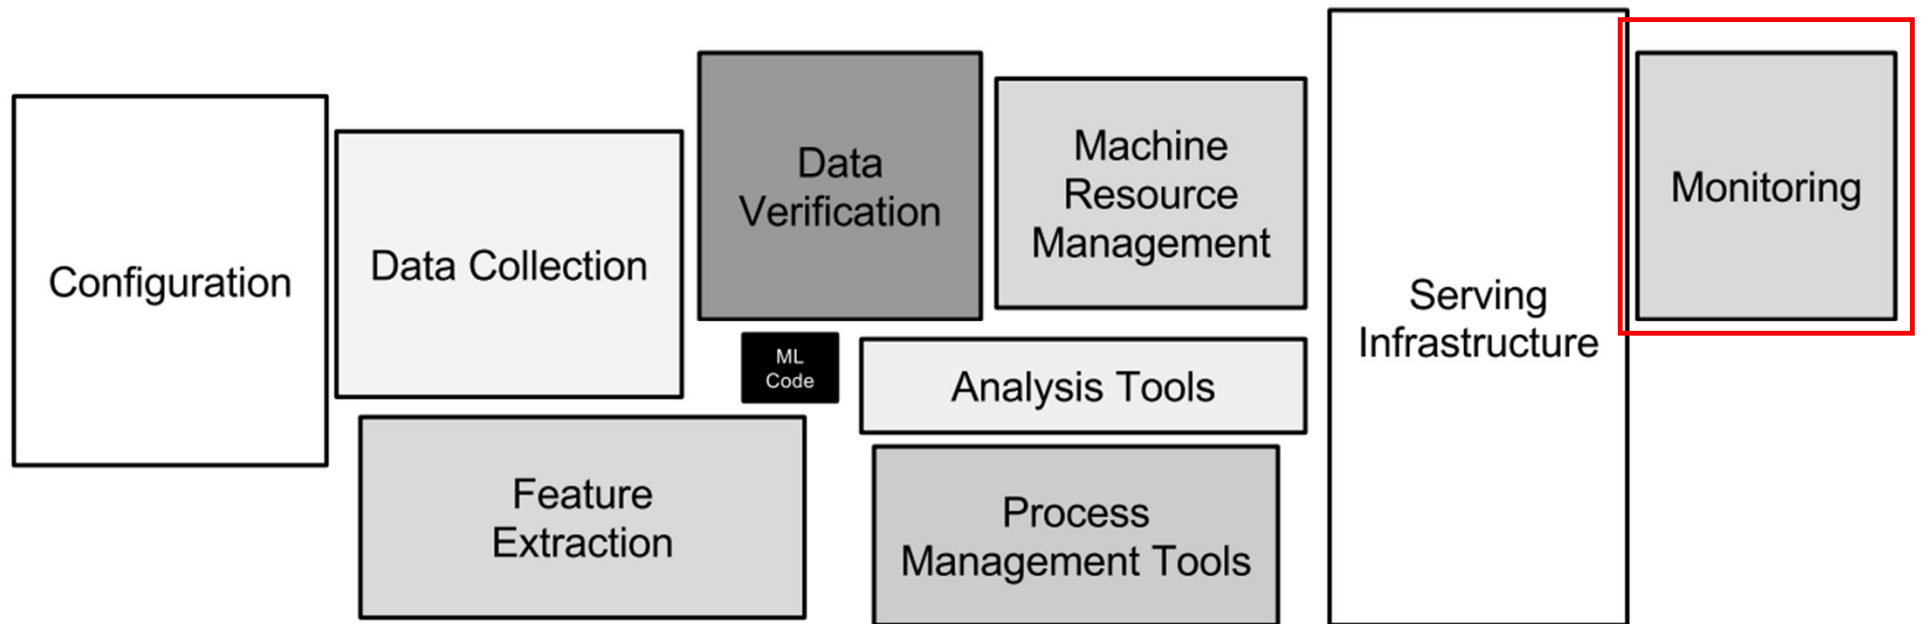 Configuration
Data Collection
Feature
Extraction
Data
Verification
ML
Code
Machine
Resource
Management
Analysis Tools
Process
Management Tools
Serving
Infrastructure
Monitoring